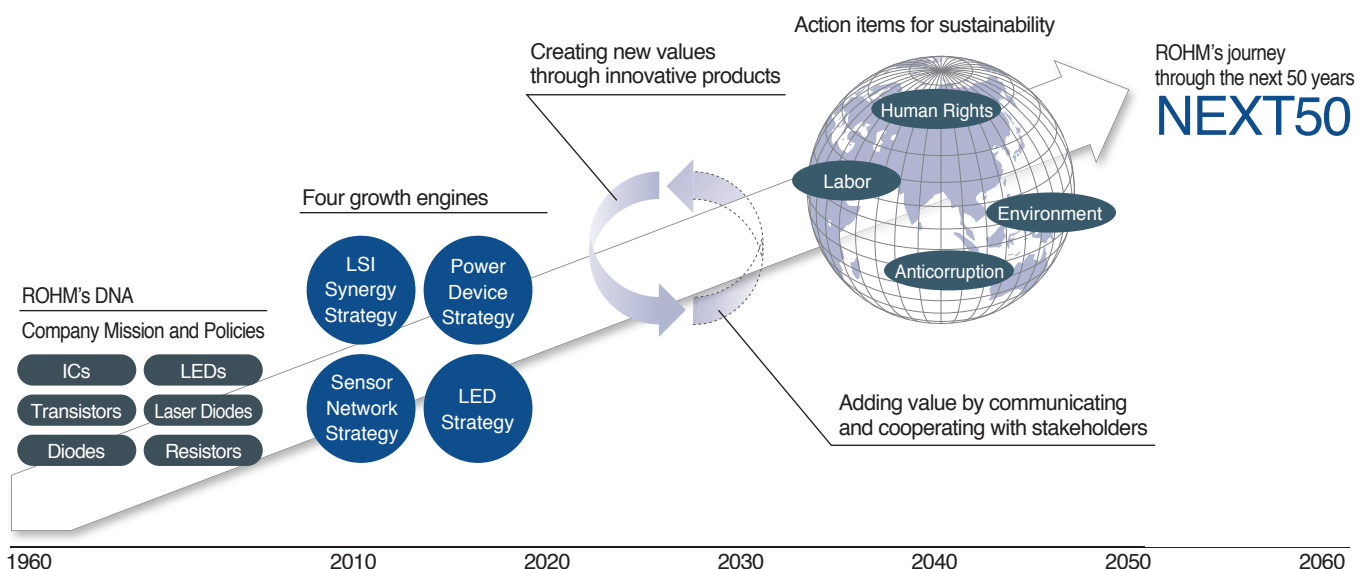 Action items for sustainability
Creating new values
through innovative products
ROHM's journey
through the next 50 years
NEXT50
Human Rights
Labor
Environment
Anticorruption
Four growth engines
LSI
Synergy
Strategy
Power
Device
Strategy
Sensor
Network
Strategy
LED
Strategy
ROHM's DNA
Company Mission and Policies
ICs
LEDs
Transistors
Laser Diodes
Diodes
Resistors
Adding value by communicating
and cooperating with stakeholders
1960
2010
2020
2030
2040
2050
2060